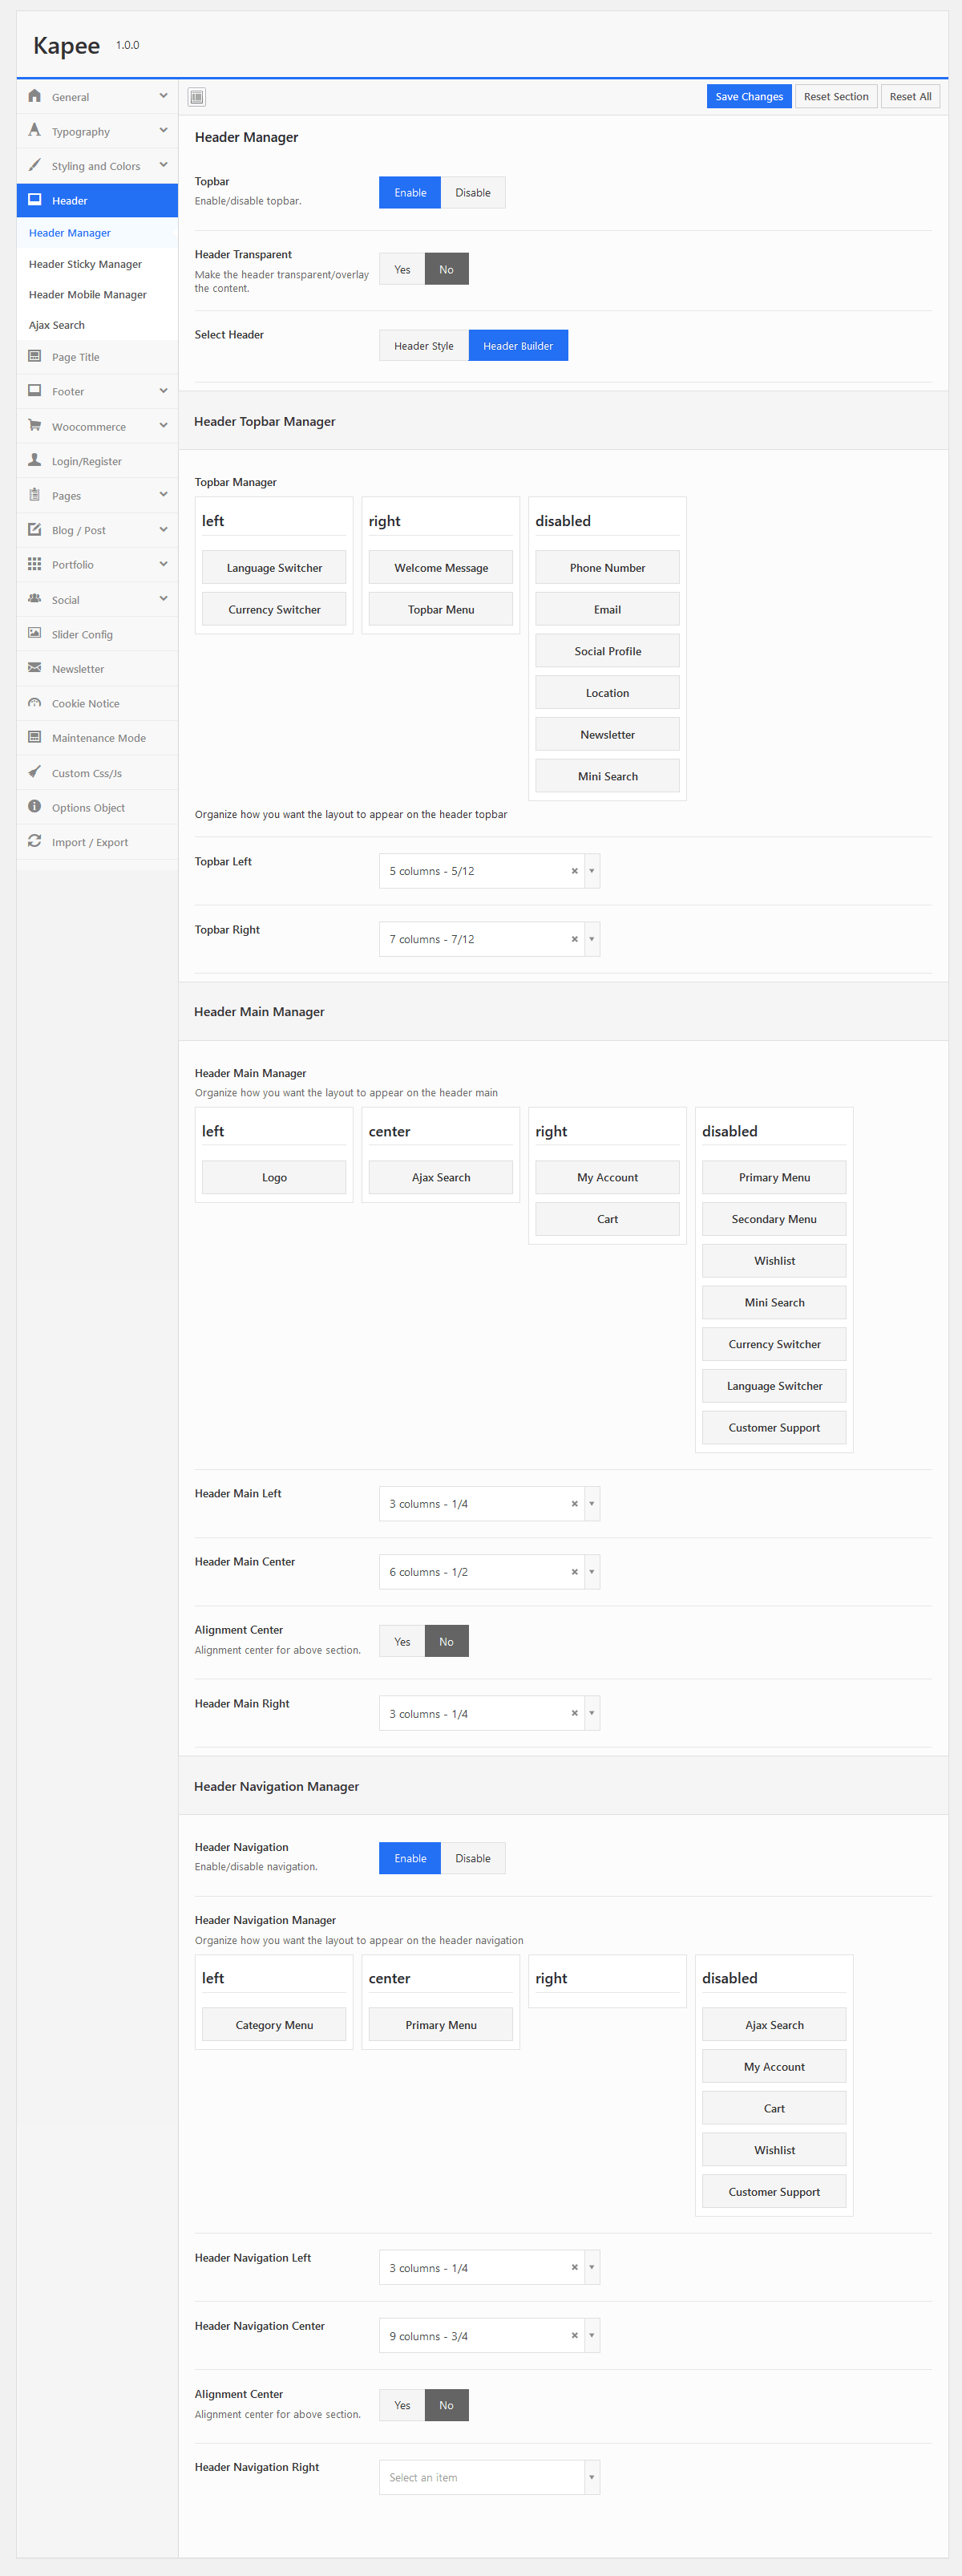 Kapee 1.0.0
General
Typography
Styling and Colors
Header
Header Manager
Header Sticky Manager
Header Mobile Manager
Ajax Search
Page Title
Footer
Woocommerce
Login/Register
Pages
Blog / Post
Portfolio
Social
Slider Config
Newsletter
Cookie Notice
Maintenance Mode
Custom Css/Js
Options Object
Import / Export
Save Changes Reset Section Reset All
Header Manager
Topbar
Enable/disable topbar.
Enable Disable
Header Transparent
Make the header transparent/overlay
the content.
Yes No
Select Header
Header Style Header Builder
Header Topbar Manager
Topbar Manager
left
Language Switcher
Currency Switcher
right
Welcome Message
Topbar Menu
disabled
Phone Number
Email
Social Profile
Location
Newsletter
Mini Search
Organize how you want the layout to appear on the header topbar
Topbar Left
5 columns - 5/12
Topbar Right
7 columns - 7/12
Header Main Manager
Header Main Manager
Organize how you want the layout to appear on the header main
left
Logo
center
Ajax Search
right
My Account
Cart
disabled
Primary Menu
Secondary Menu
Wishlist
Mini Search
Currency Switcher
Language Switcher
Customer Support
Header Main Left
3 columns - 1/4
Header Main Center
6 columns - 1/2
Alignment Center
Alignment center for above section.
Yes No
Header Main Right
3 columns - 1/4
Header Navigation Manager
Header Navigation
Enable/disable navigation.
Enable Disable
Header Navigation Manager
Organize how you want the layout to appear on the header navigation
left
Category Menu
center
Primary Menu
right
disabled
Ajax Search
My Account
Cart
Wishlist
Customer Support
Header Navigation Left
3 columns - 1/4
Header Navigation Center
9 columns - 3/4
Alignment Center
Alignment center for above section.
Yes No
Header Navigation Right
Select an item